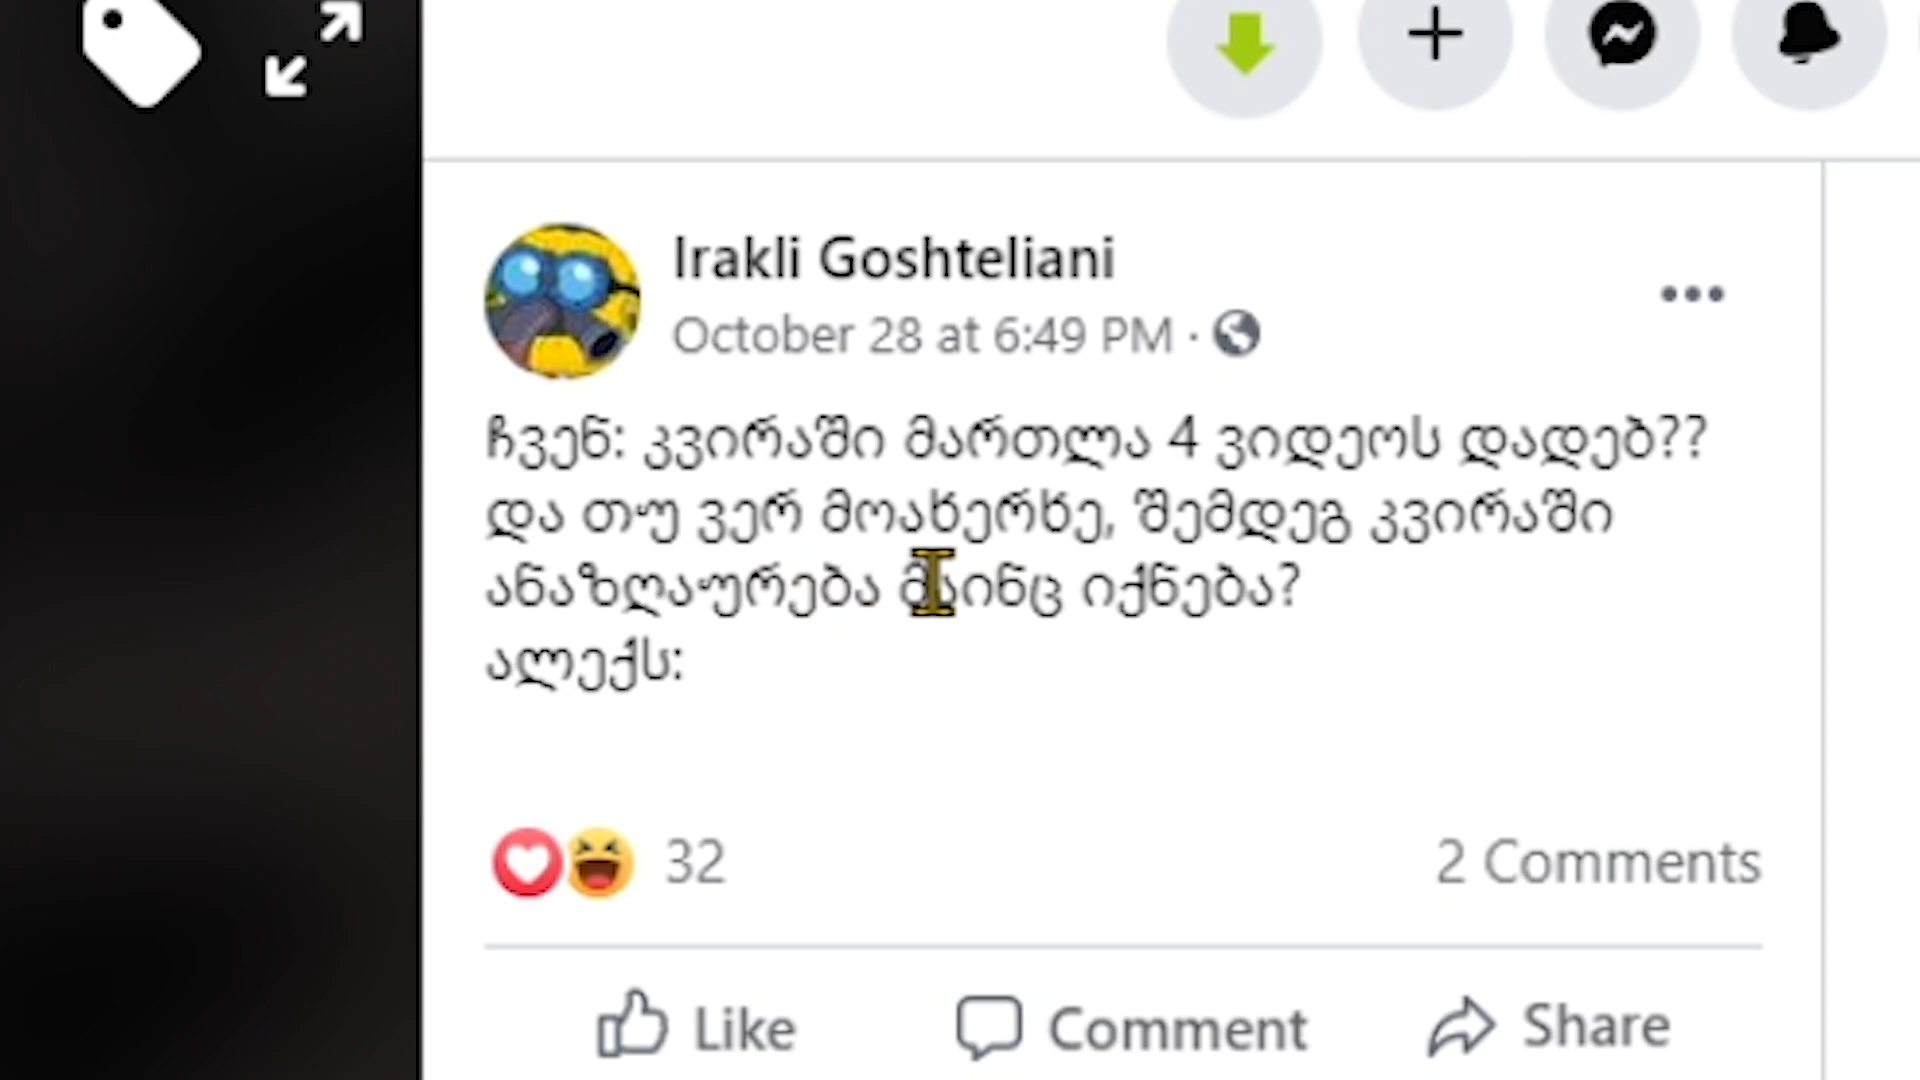 Irakli Goshteliani
October 28 at 6:49 PM ·
ჩვენ: კვირაში მართლა 4 ვიდეოს დადებ??
და თუ ვერ მოახერხე, შემდეგ კვირაში
ანაზღაურება მაინც იქნება?
ალექს:
32
2 Comments
Like Comment Share